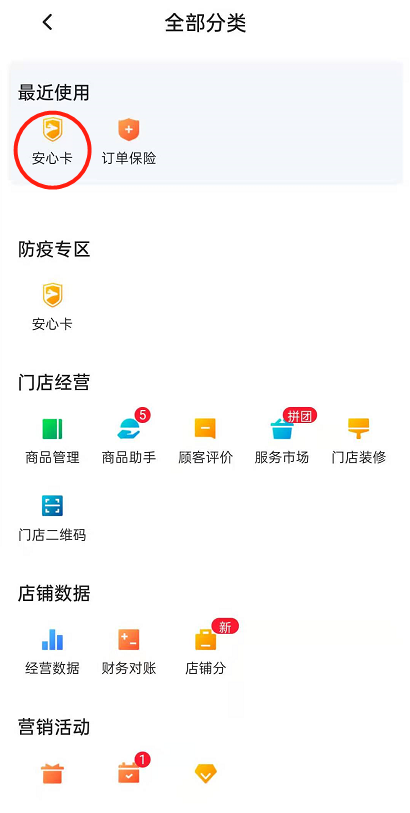 全部分类
最近使用
安心卡 订单保险
防疫专区
安心卡
门店经营
5 拼团
商品管理 商品助手 顾客评价 服务市场 门店装修
门店二维码
店铺数据
新
经营数据 财务对账 店铺分
营销活动
1